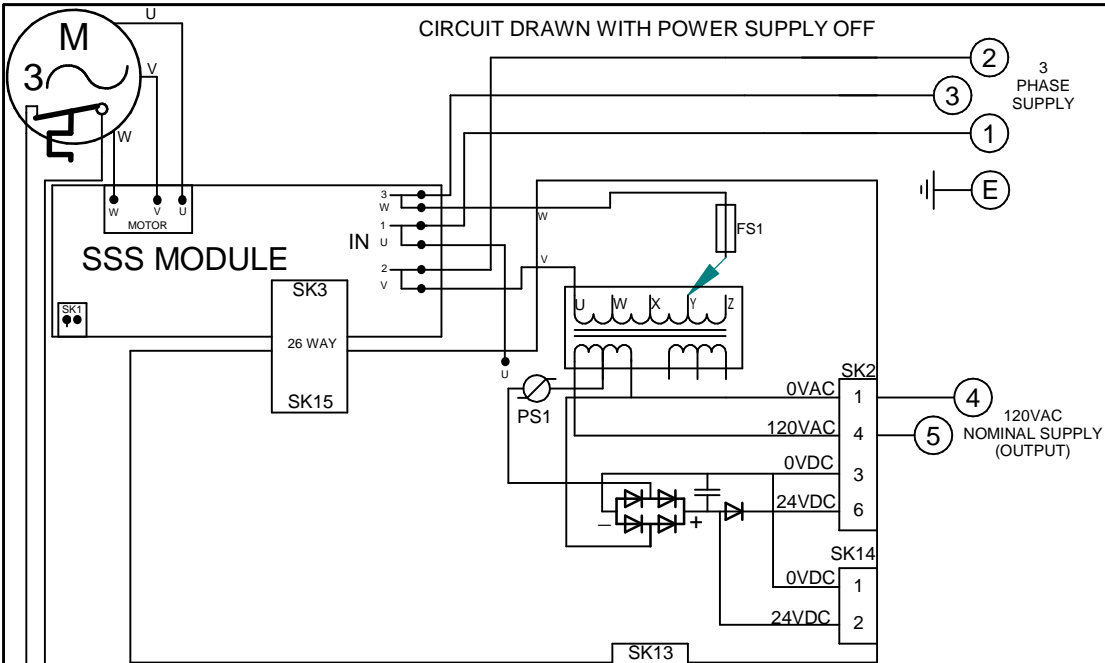 CIRCUIT DRAWN WITH POWER SUPPLY OFF
U
M
3
V
W
2
3
1
E
3
PHASE
SUPPLY
W V U
MOTOR
SSS MODULE
IN
3
W
1
U
2
V
W
V
FS1
SK1
SK3
26 WAY
SK15
U W X Y Z
U
PS1
SK2
0VAC 1
120VAC 4
0VDC 3
24VDC 6
4
5
120VAC
NOMINAL SUPPLY
(OUTPUT)
– +
SK14
0VDC 1
24VDC 2
SK13